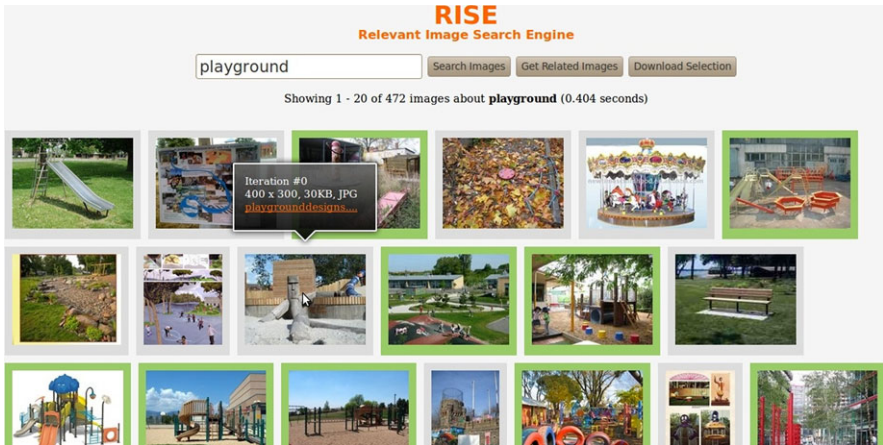 RISE
Relevant Image Search Engine
playground Search Images Get Related Images Download Selection
Showing 1 - 20 of 472 images about playground (0.404 seconds)
Iteration #0
400 x 300, 30KB, JPG
playgrounddesigns....